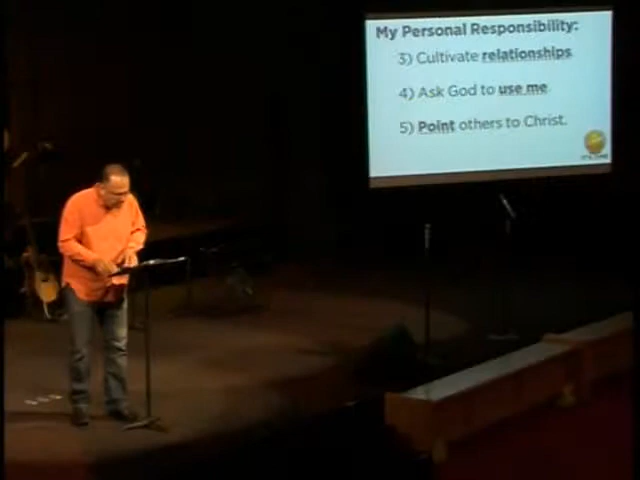 My Personal Responsibility:
3) Cultivate relationships
4) Ask God to use me
5) Point others to Christ.